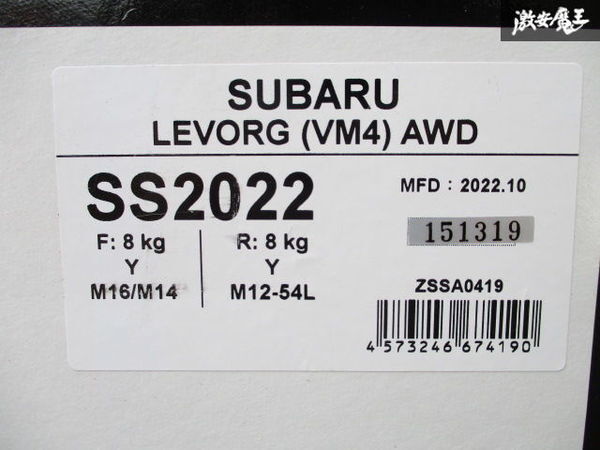 激安魔王
SUBARU
LEVORG (VM4) AWD
SS2022
MFD：2022.10
F: 8 kg
R: 8 kg
151319
Y
Y
M16/M14
M12-54L
ZSSA0419
4 573246 674190